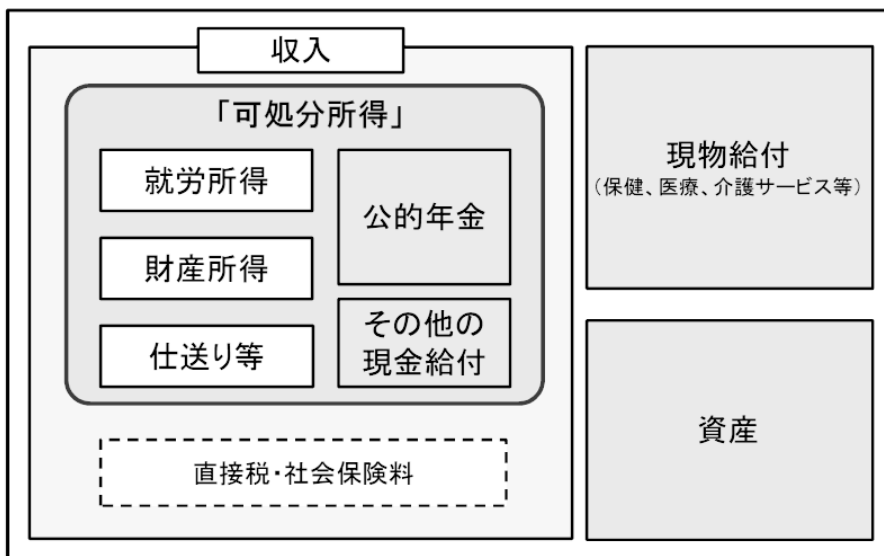 収入
「可処分所得」
就労所得
財産所得
仕送り等
公的年金
その他の
現金給付
直接税・社会保険料
現物給付
（保健、医療、介護サービス等）
資産